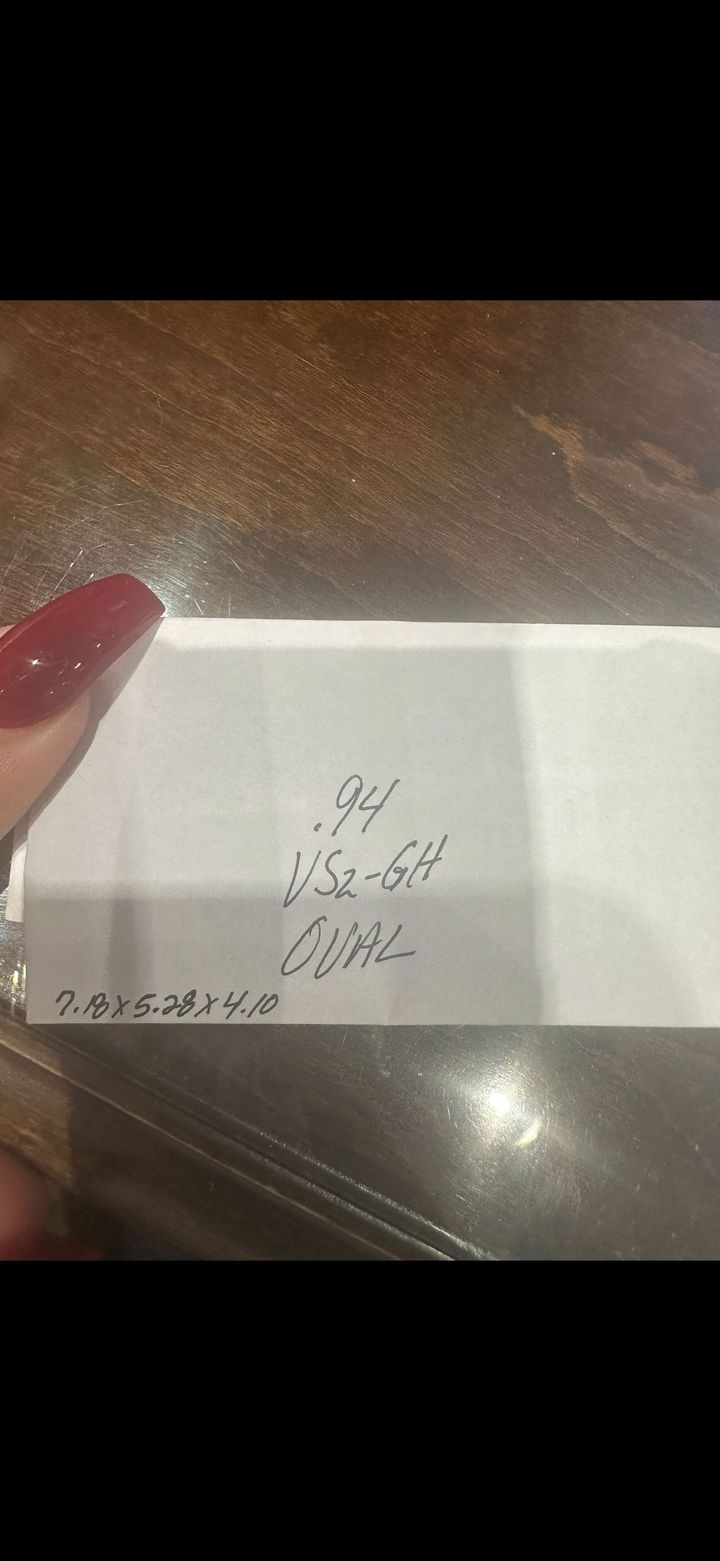 .94
VS2-GH
OVAL
7.18x5.28x4.10